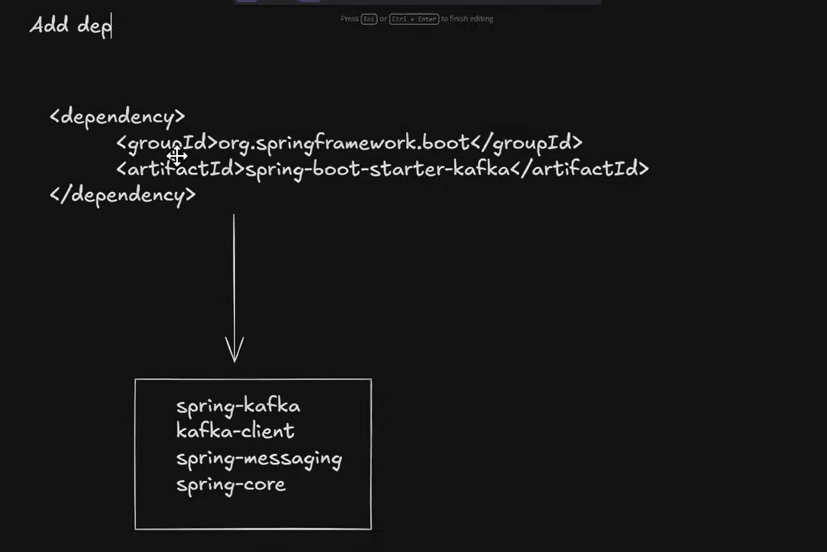 Add dep
Press Esc or Ctrl + Enter to finish editing
<dependency>
<groupId>org.springframework.boot</groupId>
<artifactId>spring-boot-starter-kafka</artifactId>
</dependency>
spring-kafka
kafka-client
spring-messaging
spring-core